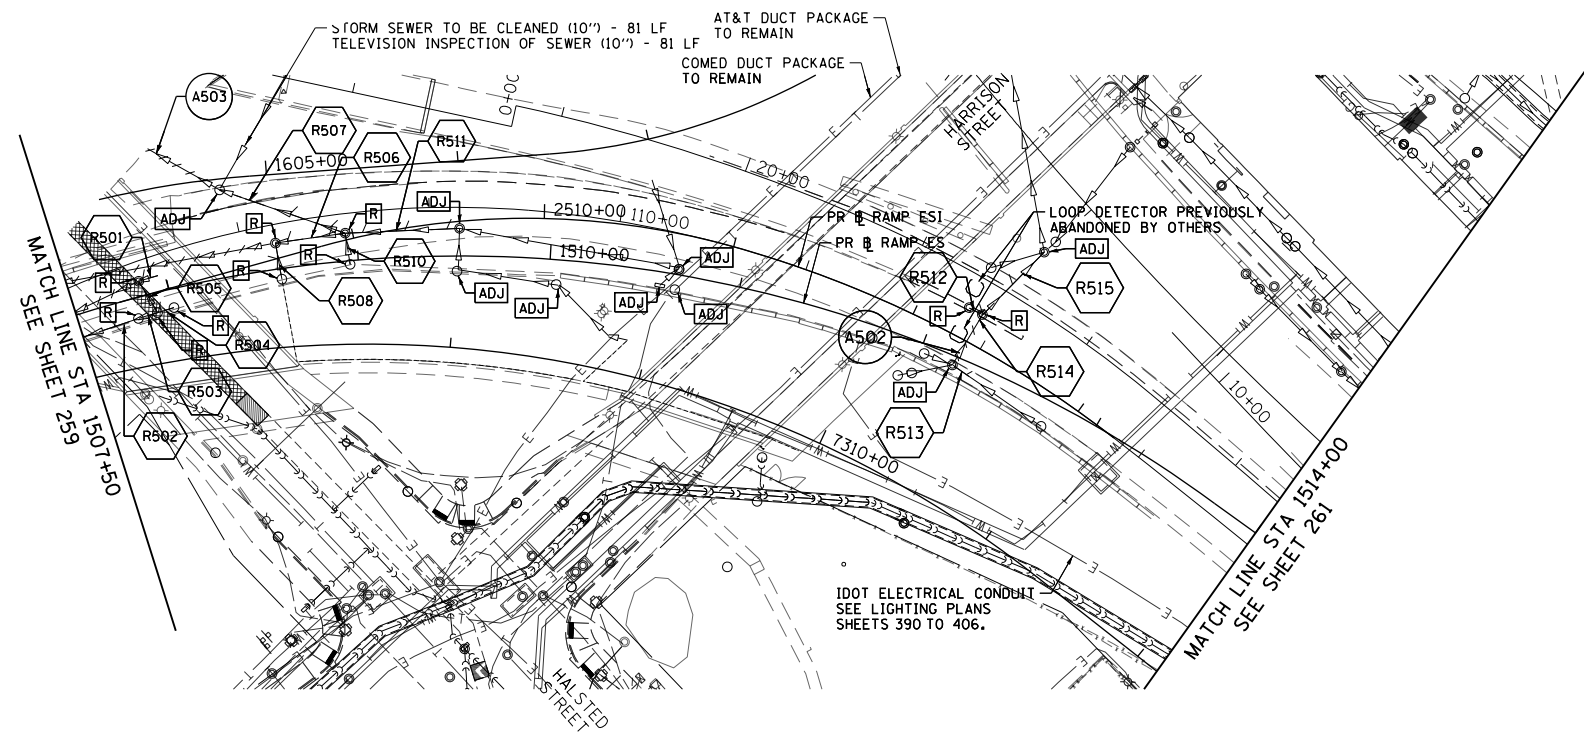 STORM SEWER TO BE CLEANED (10'') - 81 LF
TELEVISION INSPECTION OF SEWER (10'') - 81 LF
AT&T DUCT PACKAGE
TO REMAIN
COMED DUCT PACKAGE
TO REMAIN
A503
R507
R506
R511
0+00
HARRISON
STREET
1605+00
20+00
ADJ
R
R
ADJ
2510+00
110+00
PR BL RAMP ESI
PR BL RAMP ES
LOOP DETECTOR PREVIOUSLY
ABANDONED BY OTHERS
R501
R
R
R510
1510+00
ADJ
R512
ADJ
R
R505
R508
ADJ
ADJ
ADJ
ADJ
R515
R
R
R504
R
A502
R
R
R514
R503
ADJ
R502
R513
10+00
7310+00
MATCH LINE STA 1507+50
SEE SHEET 259
MATCH LINE STA 1514+00
SEE SHEET 261
IDOT ELECTRICAL CONDUIT
SEE LIGHTING PLANS
SHEETS 390 TO 406.
HALSTED
STREET